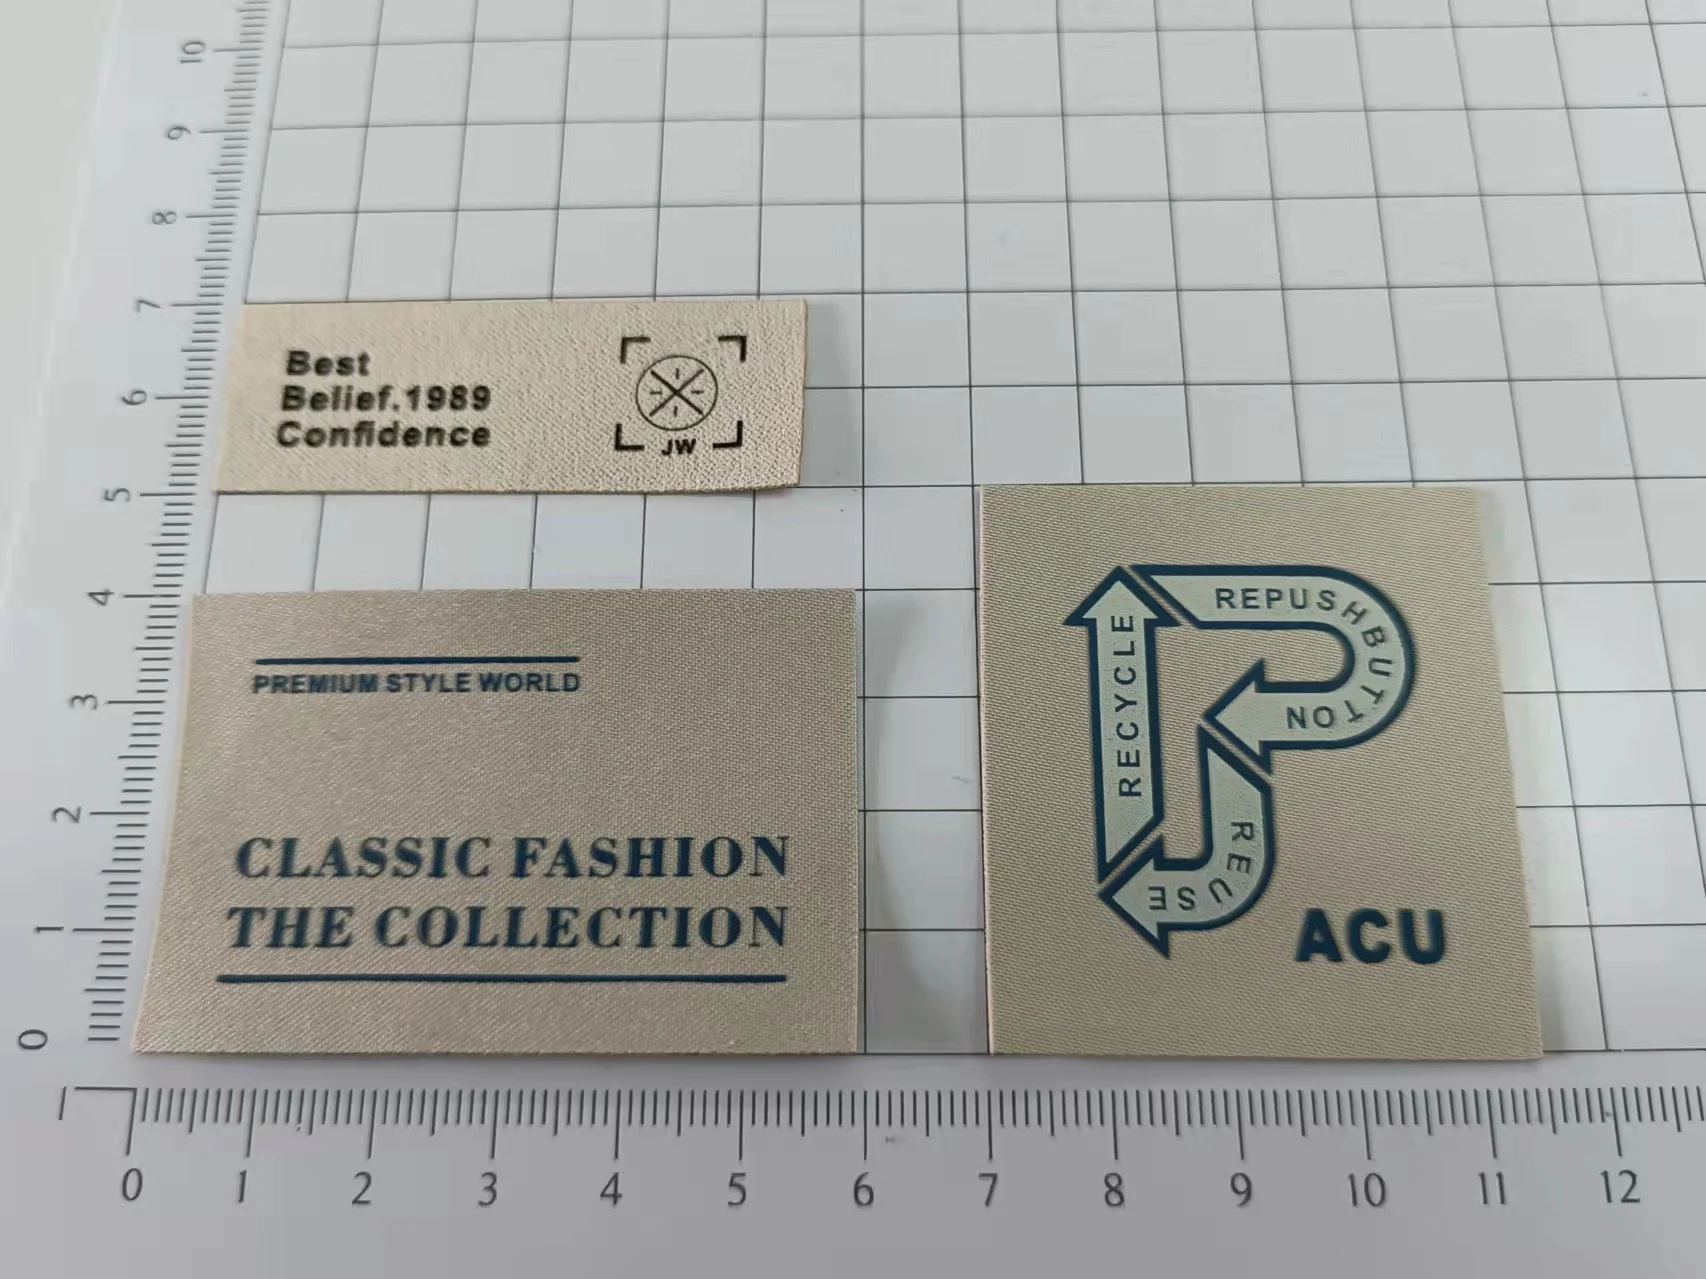 10
9
8
7
6
5
4
3
2
1
0
Best
Belief.1989
Confidence
JW
PREMIUM STYLE WORLD
CLASSIC FASHION
THE COLLECTION
RECYCLE
REPUSHBUTTON
REUSE
ACU
0 1 2 3 4 5 6 7 8 9 10 11 12